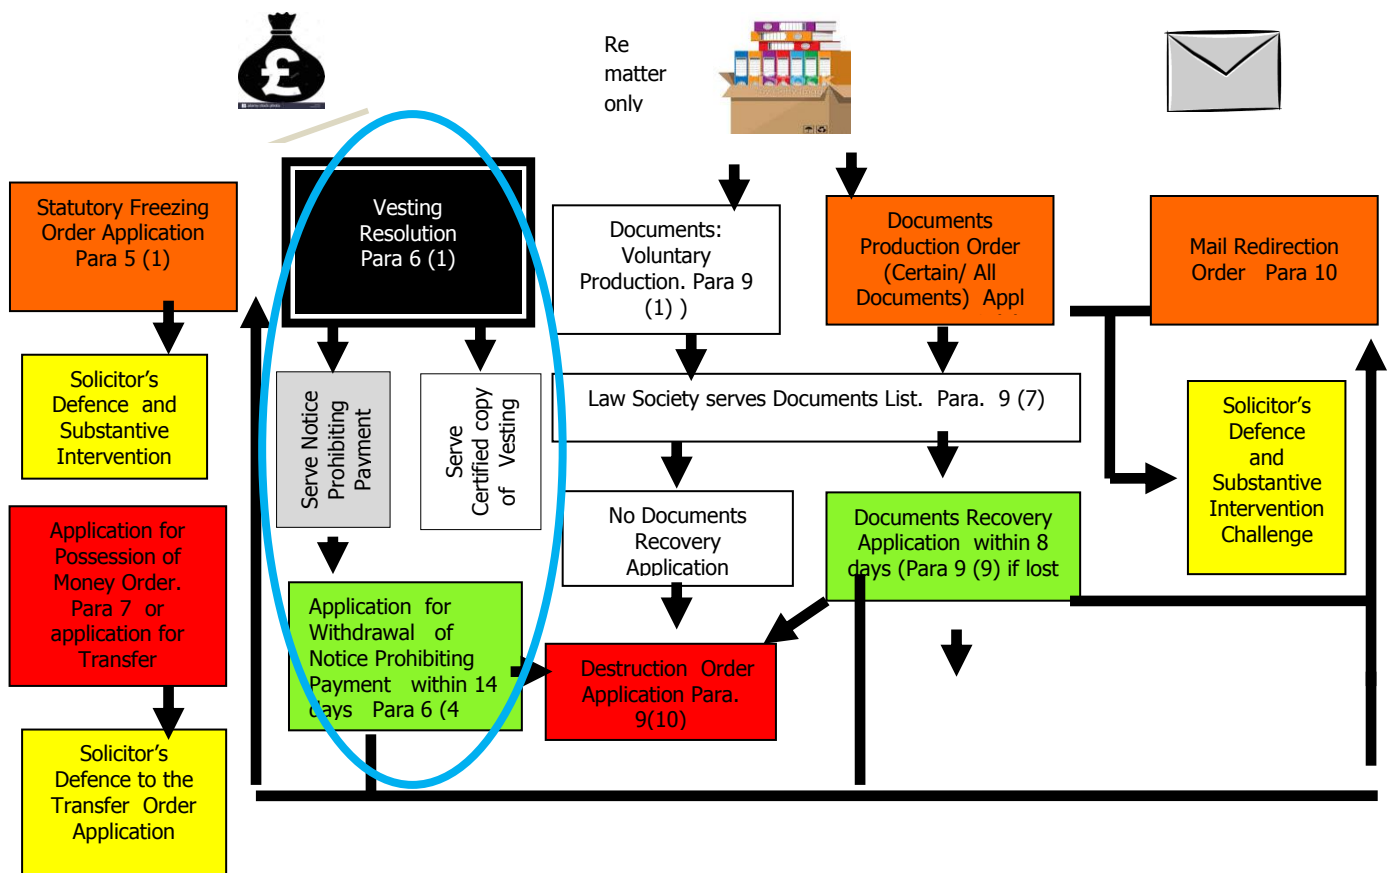 £
Re
matter
only
Statutory Freezing
Order Application
Para 5 (1)
Vesting
Resolution
Para 6 (1)
Documents:
Voluntary
Production. Para 9
(1) )
Documents
Production Order
(Certain/ All
Documents) Appl
Mail Redirection
Order Para 10
Solicitor's
Defence and
Substantive
Intervention
Serve Notice
Prohibiting
Payment
Serve
Certified copy
of Vesting
Law Society serves Documents List. Para. 9 (7)
Solicitor's
Defence
and
Substantive
Intervention
Challenge
Application for
Possession of
Money Order.
Para 7 or
application for
Transfer
No Documents
Recovery
Application
Documents Recovery
Application within 8
days (Para 9 (9) if lost
Application for
Withdrawal of
Notice Prohibiting
Payment within 14
days Para 6 (4
Destruction Order
Application Para.
9(10)
Solicitor's
Defence to the
Transfer Order
Application